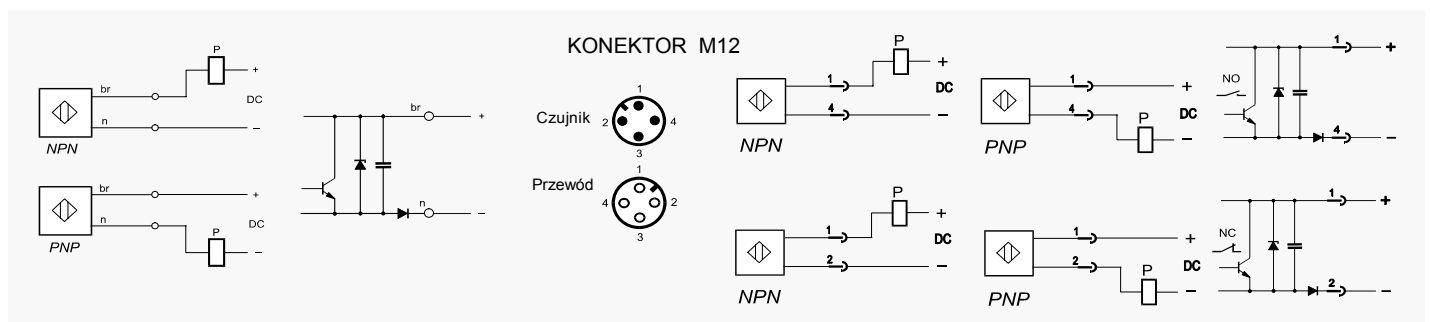 P
br
+
DC
n
–
NPN
br
+
n
DC
P
–
PNP
br
+
n
–
KONEKTOR M12
Czujnik
1
2
4
3
Przewód
1
4
2
3
P
1
+
DC
4
–
NPN
1
+
4
DC
P
–
PNP
1
+
NO
4
–
P
1
+
DC
2
–
NPN
1
+
2
DC
P
–
PNP
1
+
NC
2
–